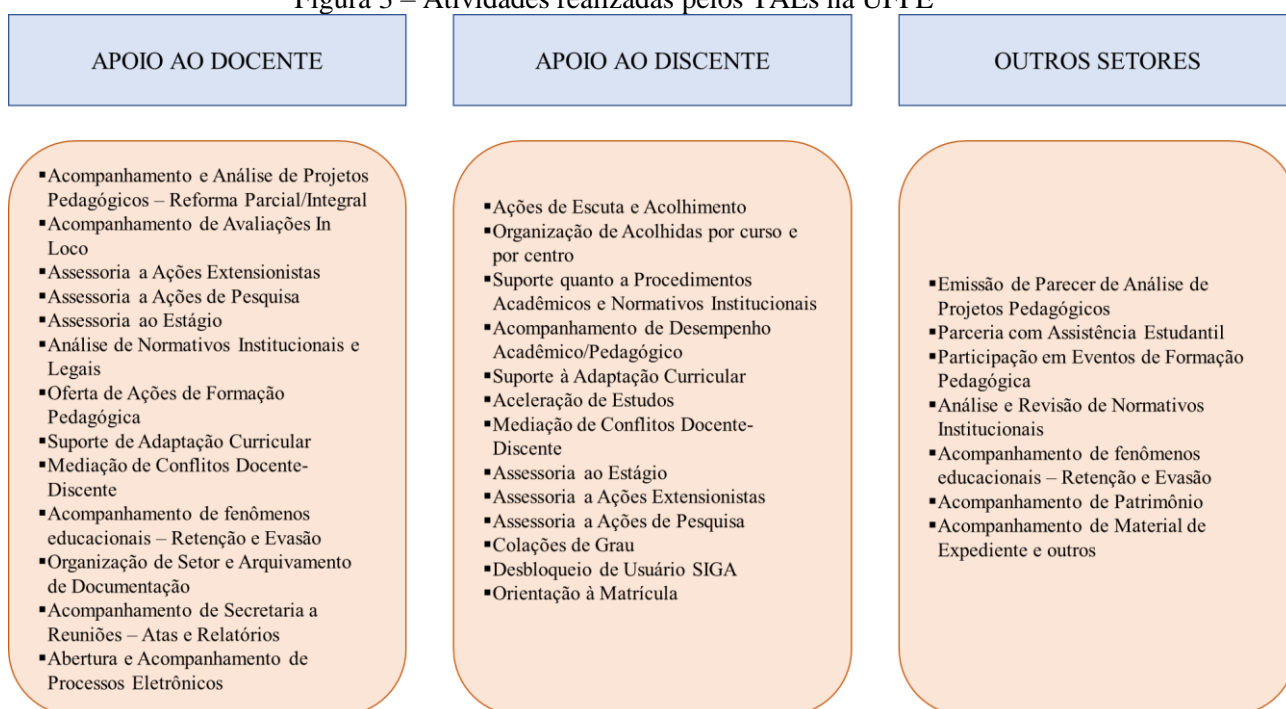 Figura 3 – Atividades realizadas pelos TAEs na UFPE
APOIO AO DOCENTE
▪Acompanhamento e Análise de Projetos
Pedagógicos – Reforma Parcial/Integral
▪Acompanhamento de Avaliações In
Loco
▪Assessoria a Ações Extensionistas
▪Assessoria a Ações de Pesquisa
▪Assessoria ao Estágio
▪Análise de Normativos Institucionais e
Legais
▪Oferta de Ações de Formação
Pedagógica
▪Suporte de Adaptação Curricular
▪Mediação de Conflitos Docente-
Discente
▪Acompanhamento de fenômenos
educacionais – Retenção e Evasão
▪Organização de Setor e Arquivamento
de Documentação
▪Acompanhamento de Secretaria a
Reuniões – Atas e Relatórios
▪Abertura e Acompanhamento de
Processos Eletrônicos
APOIO AO DISCENTE
▪Ações de Escuta e Acolhimento
▪Organização de Acolhidas por curso e
por centro
▪Suporte quanto a Procedimentos
Acadêmicos e Normativos Institucionais
▪Acompanhamento de Desempenho
Acadêmico/Pedagógico
▪Suporte à Adaptação Curricular
▪Aceleração de Estudos
▪Mediação de Conflitos Docente-
Discente
▪Assessoria ao Estágio
▪Assessoria a Ações Extensionistas
▪Assessoria a Ações de Pesquisa
▪Colações de Grau
▪Desbloqueio de Usuário SIGA
▪Orientação à Matrícula
OUTROS SETORES
▪Emissão de Parecer de Análise de
Projetos Pedagógicos
▪Parceria com Assistência Estudantil
▪Participação em Eventos de Formação
Pedagógica
▪Análise e Revisão de Normativos
Institucionais
▪Acompanhamento de fenômenos
educacionais – Retenção e Evasão
▪Acompanhamento de Patrimônio
▪Acompanhamento de Material de
Expediente e outros